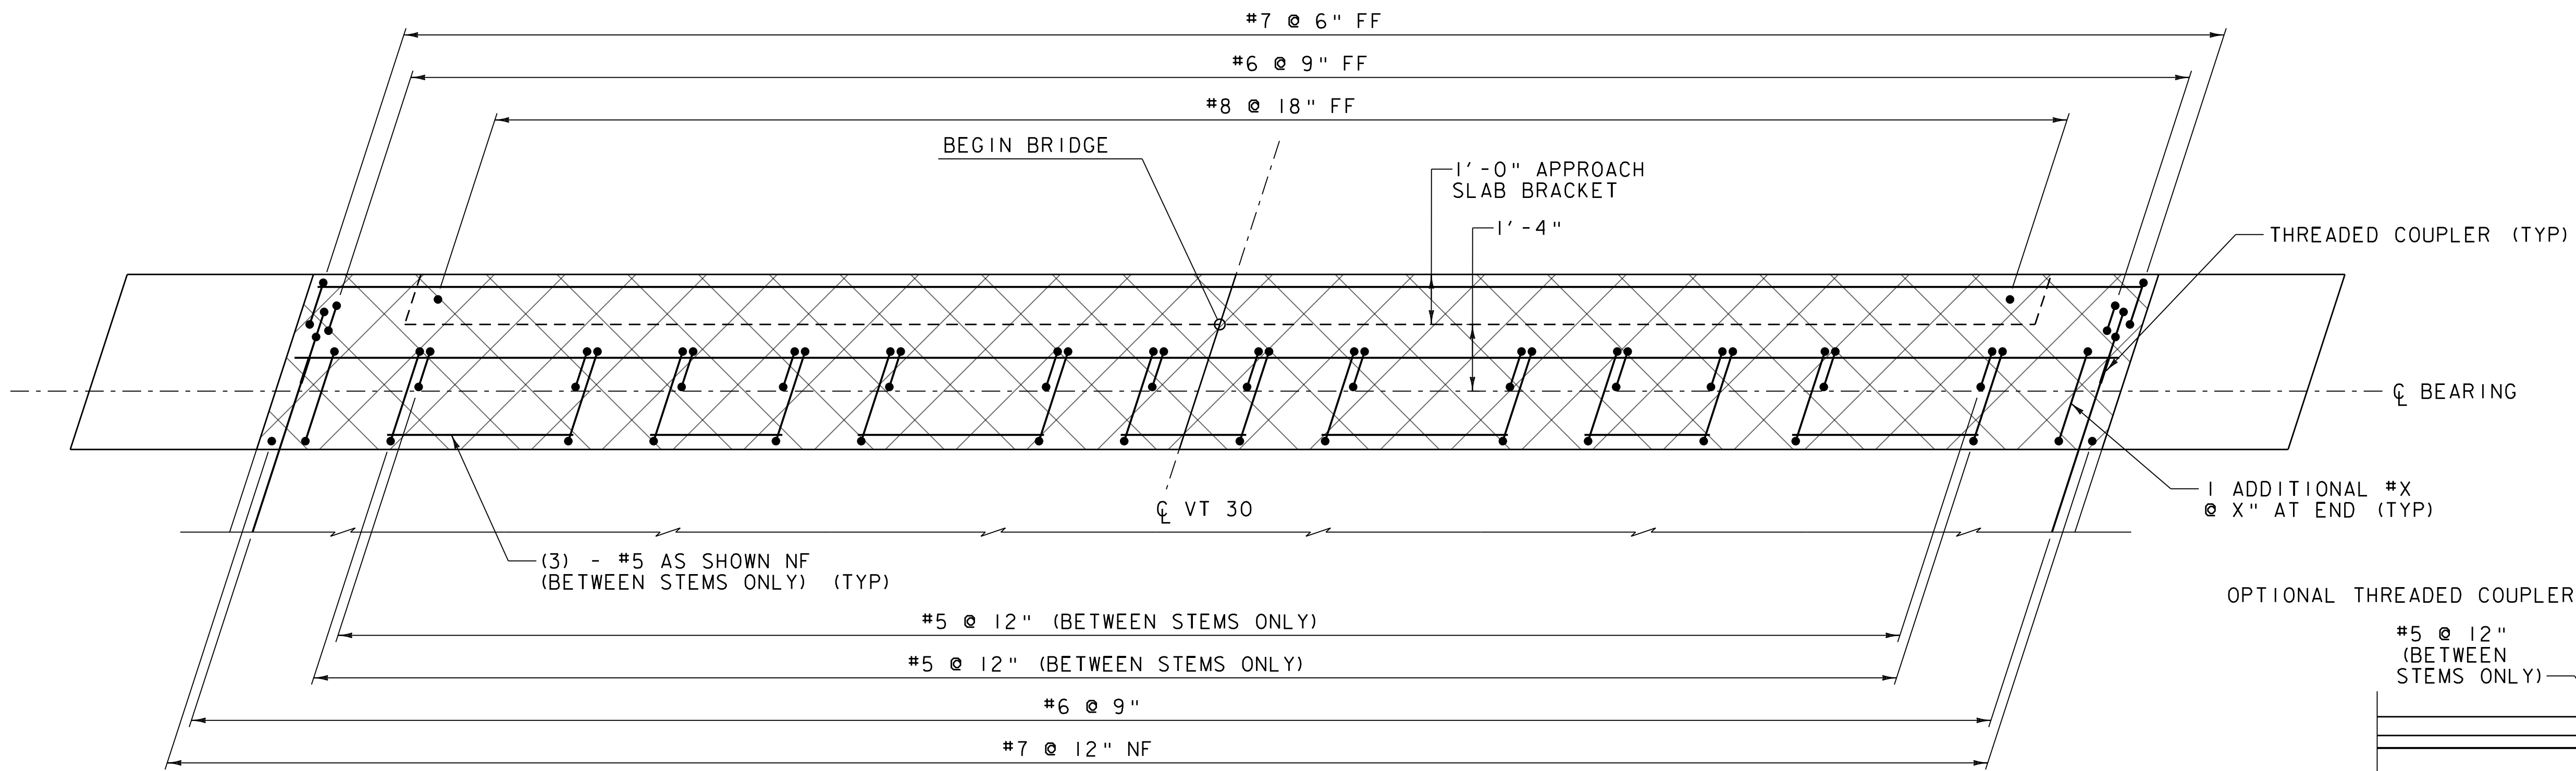 #7 @ 6" FF
#6 @ 9" FF
#8 @ 18" FF
BEGIN BRIDGE
1'-0" APPROACH
SLAB BRACKET
1'-4"
THREADED COUPLER (TYP)
℄ BEARING
1 ADDITIONAL #X
@ X" AT END (TYP)
℄ VT 30
(3) - #5 AS SHOWN NF
(BETWEEN STEMS ONLY) (TYP)
OPTIONAL THREADED COUPLER
#5 @ 12"
(BETWEEN
STEMS ONLY)
#5 @ 12" (BETWEEN STEMS ONLY)
#5 @ 12" (BETWEEN STEMS ONLY)
#6 @ 9"
#7 @ 12" NF